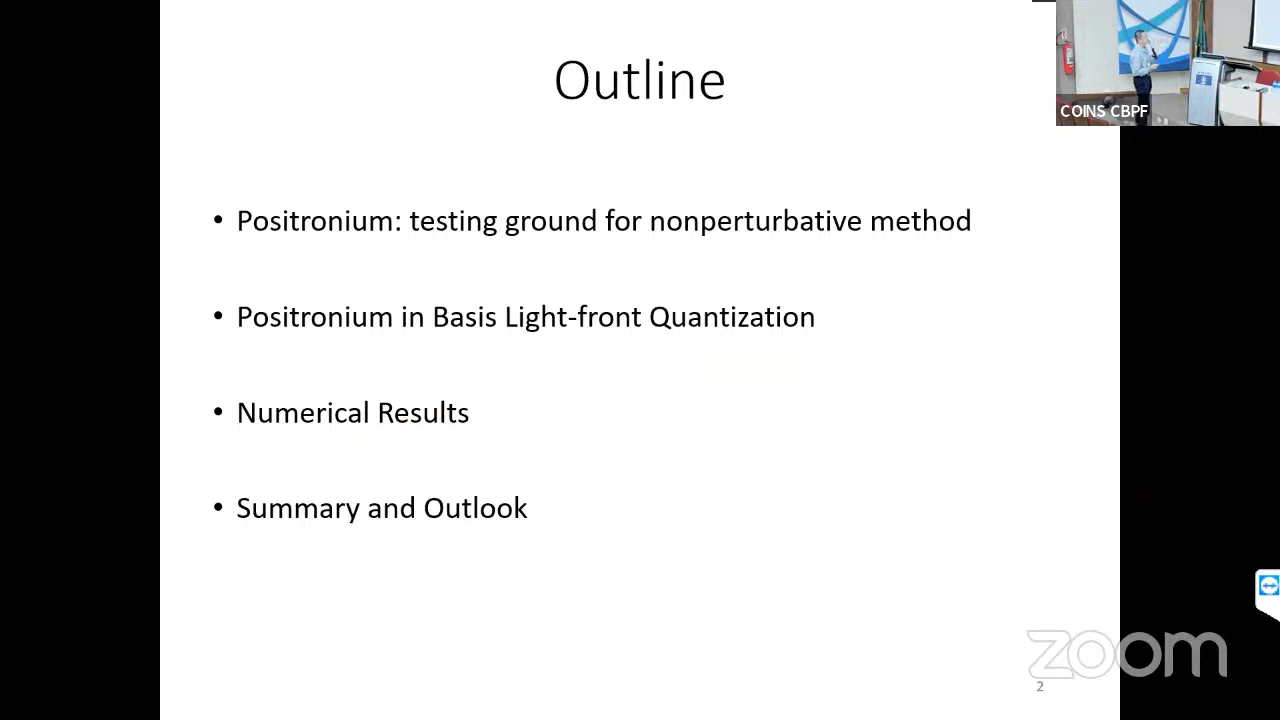 Outline
COINS CBPF
• Positronium: testing ground for nonperturbative method
• Positronium in Basis Light-front Quantization
• Numerical Results
• Summary and Outlook
zoom
2